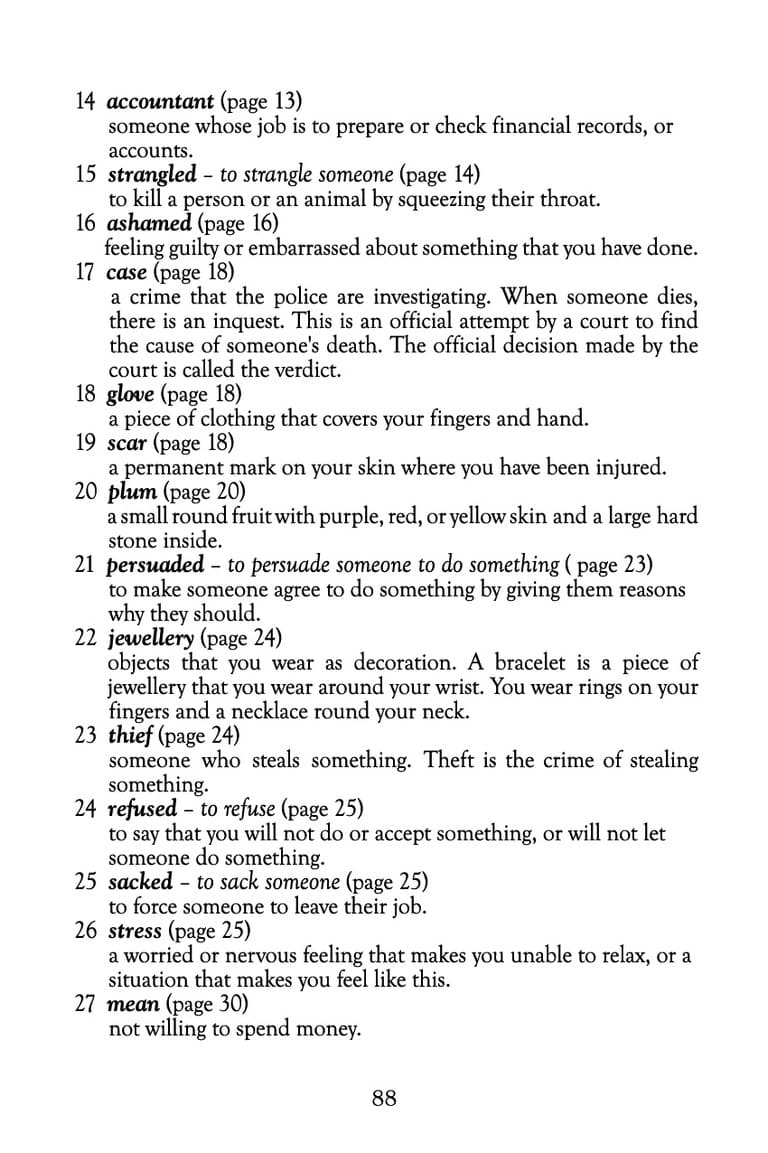 14 accountant (page 13)
someone whose job is to prepare or check financial records, or
accounts.
15 strangled – to strangle someone (page 14)
to kill a person or an animal by squeezing their throat.
16 ashamed (page 16)
feeling guilty or embarrassed about something that you have done.
17 case (page 18)
a crime that the police are investigating. When someone dies,
there is an inquest. This is an official attempt by a court to find
the cause of someone's death. The official decision made by the
court is called the verdict.
18 glove (page 18)
a piece of clothing that covers your fingers and hand.
19 scar (page 18)
a permanent mark on your skin where you have been injured.
20 plum (page 20)
a small round fruit with purple, red, or yellow skin and a large hard
stone inside.
21 persuaded – to persuade someone to do something ( page 23)
to make someone agree to do something by giving them reasons
why they should.
22 jewellery (page 24)
objects that you wear as decoration. A bracelet is a piece of
jewellery that you wear around your wrist. You wear rings on your
fingers and a necklace round your neck.
23 thief (page 24)
someone who steals something. Theft is the crime of stealing
something.
24 refused – to refuse (page 25)
to say that you will not do or accept something, or will not let
someone do something.
25 sacked – to sack someone (page 25)
to force someone to leave their job.
26 stress (page 25)
a worried or nervous feeling that makes you unable to relax, or a
situation that makes you feel like this.
27 mean (page 30)
not willing to spend money.
88